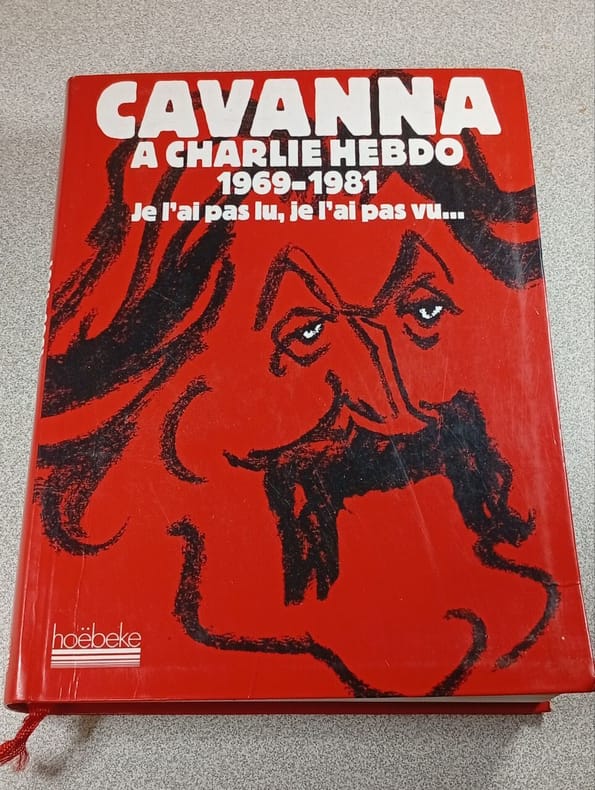 CAVANNA
A CHARLIE HEBDO
1969-1981
Je l'ai pas lu, je l'ai pas vu...
hoëbeke